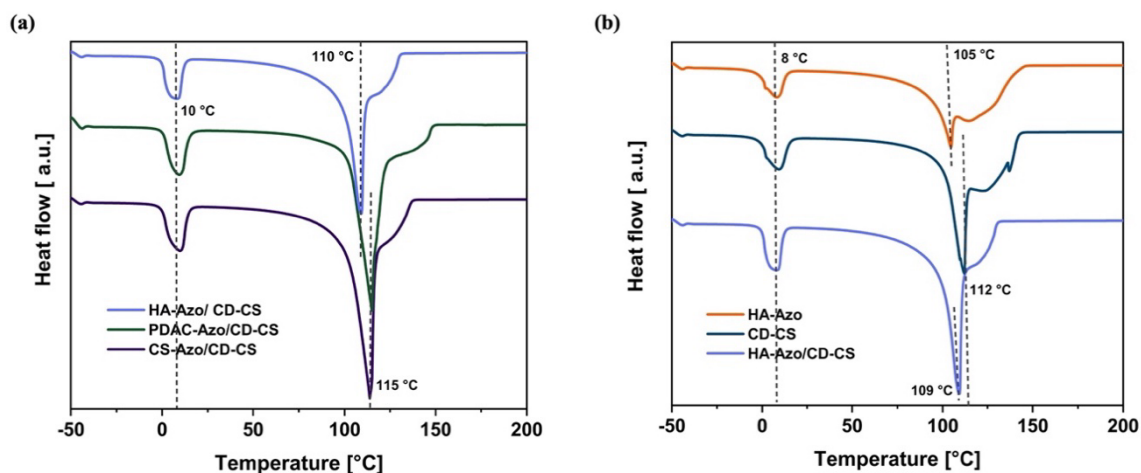 (a)
Heat flow [ a.u.]
110 °C
10 °C
HA-Azo/ CD-CS
PDAC-Azo/CD-CS
CS-Azo/CD-CS
115 °C
-50 0 50 100 150 200
Temperature [°C]
(b)
Heat flow [ a.u.]
8 °C
105 °C
HA-Azo
CD-CS
HA-Azo/CD-CS
112 °C
109 °C
-50 0 50 100 150 200
Temperature [°C]